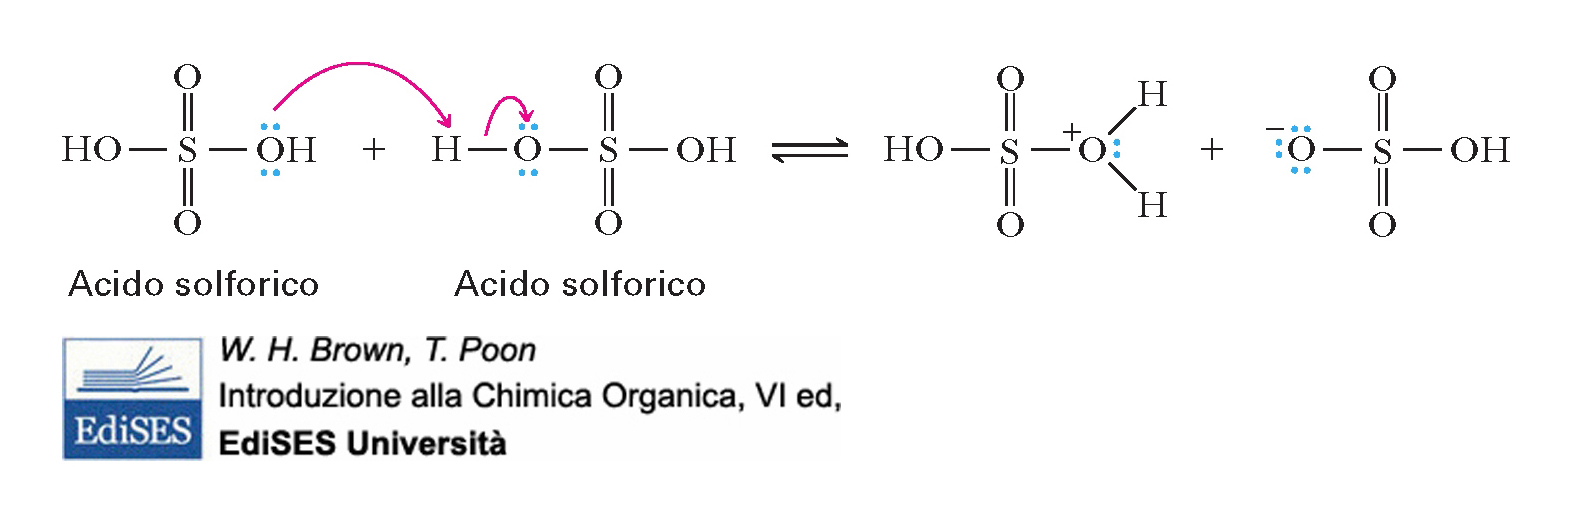 O O O O
HO S OH + H O S OH ⇌ HO S +O H H + −O S OH
O O O O
Acido solforico Acido solforico
W. H. Brown, T. Poon
Introduzione alla Chimica Organica, VI ed,
EdiSES
EdiSES Università